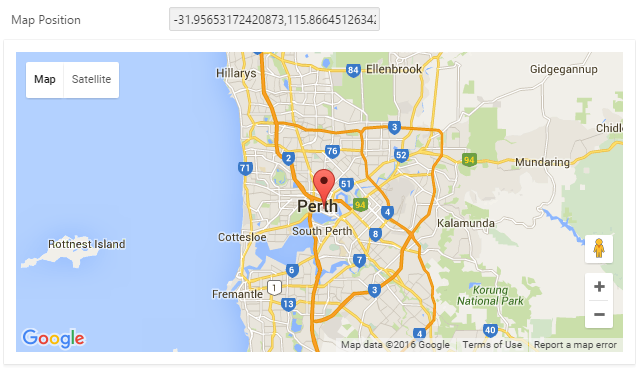 Map Position
-31.95653172420873,115.8664512634
Map
Satellite
Hillarys
84
Ellenbrook
Gidgegannup
3
Chidl
2
76
52
94
Mundaring
71
51
Perth
94
4
Cottesloe
South Perth
8
Kalamunda
Rottnest Island
7
6
Fremantle
1
3
13
Korung
National Park
4
40
Google
Map data ©2016 Google
Terms of Use
Report a map error